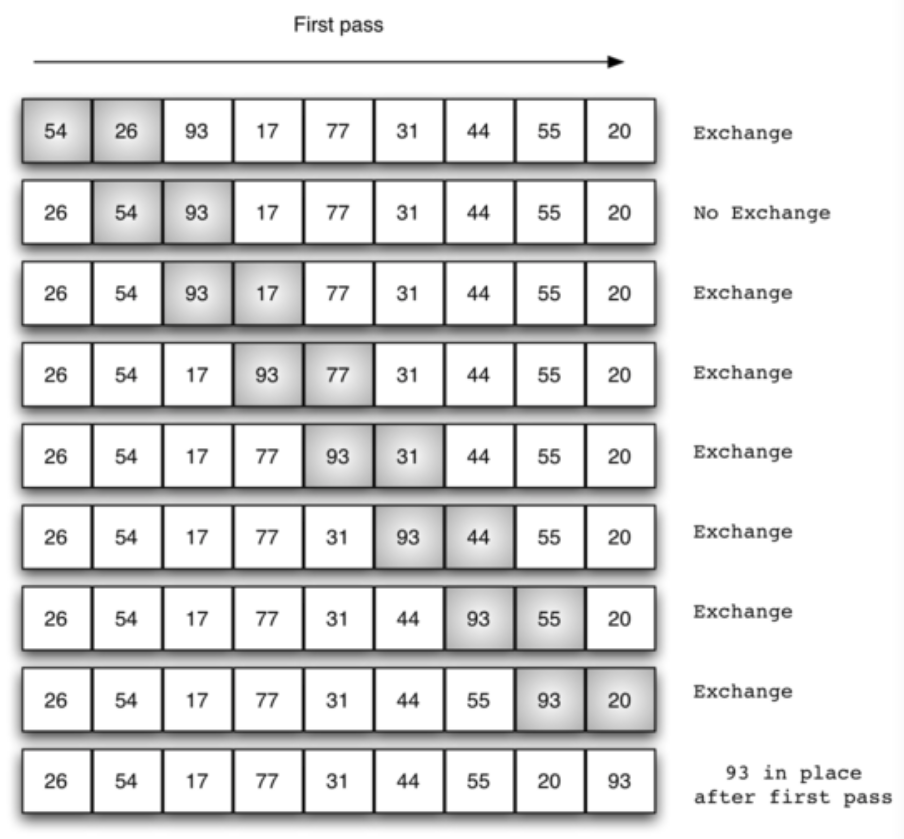 First pass
54 26 93 17 77 31 44 55 20 Exchange
26 54 93 17 77 31 44 55 20 No Exchange
26 54 93 17 77 31 44 55 20 Exchange
26 54 17 93 77 31 44 55 20 Exchange
26 54 17 77 93 31 44 55 20 Exchange
26 54 17 77 31 93 44 55 20 Exchange
26 54 17 77 31 44 93 55 20 Exchange
26 54 17 77 31 44 55 93 20 Exchange
26 54 17 77 31 44 55 20 93 93 in place
after first pass